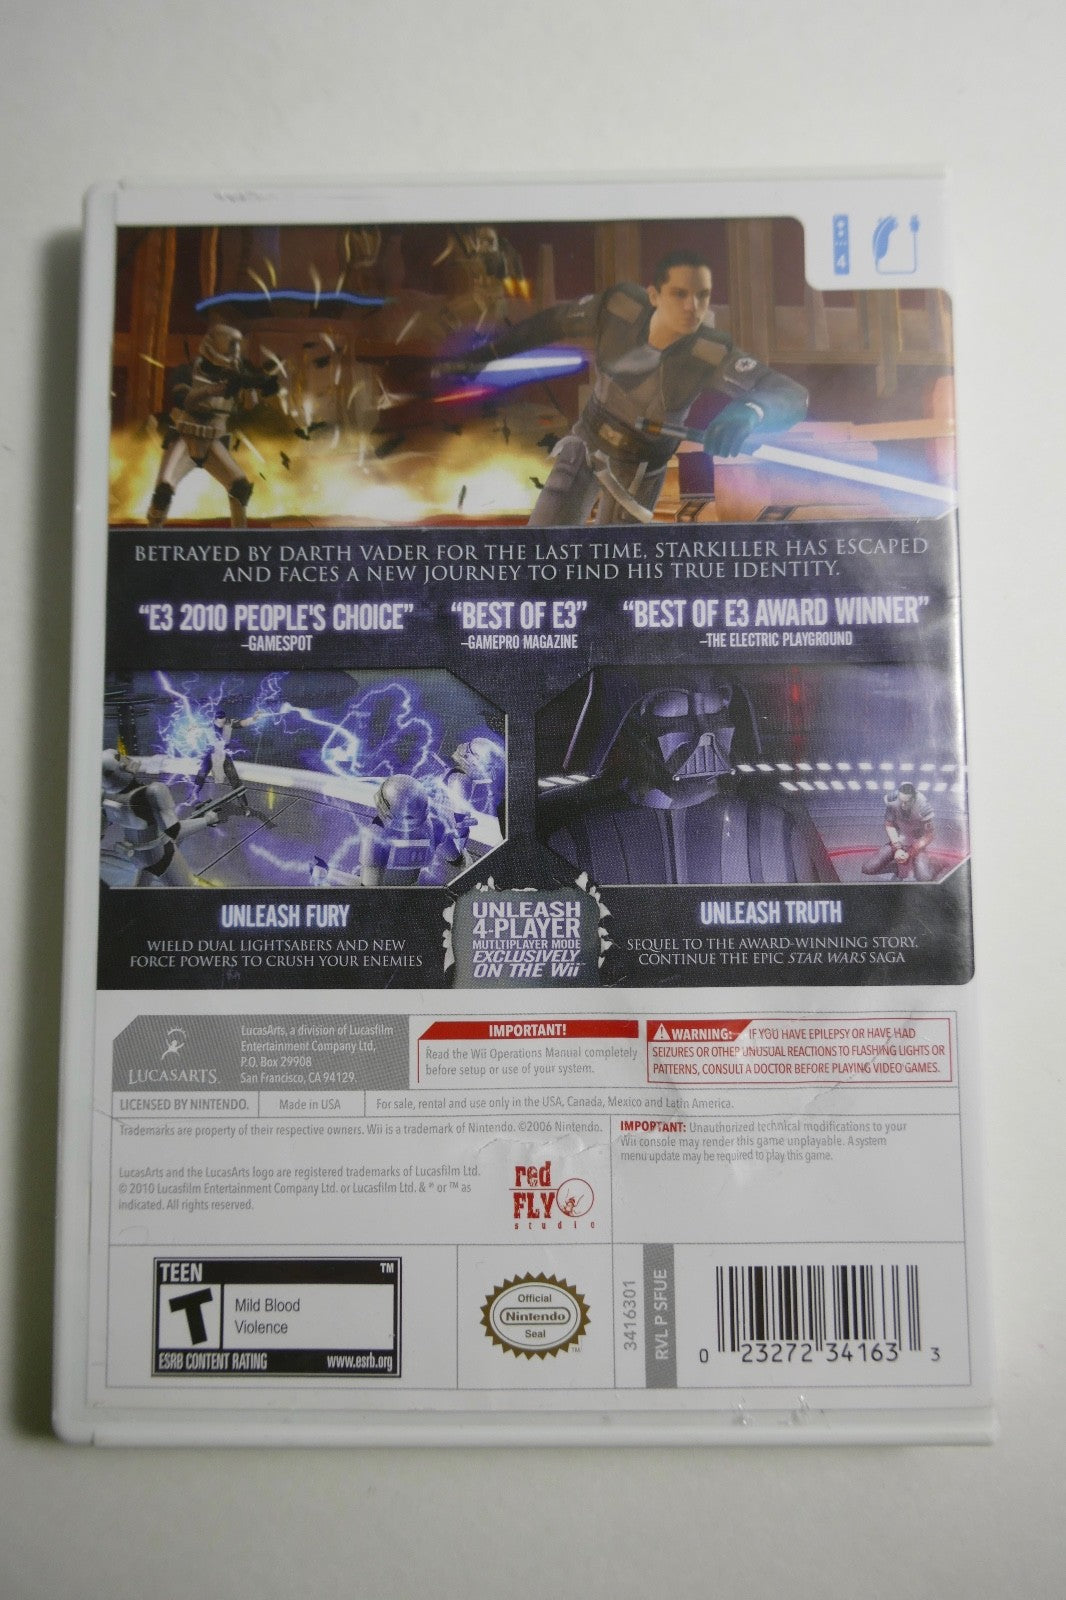 4
BETRAYED BY DARTH VADER FOR THE LAST TIME, STARKILLER HAS ESCAPED
AND FACES A NEW JOURNEY TO FIND HIS TRUE IDENTITY.
"E3 2010 PEOPLE'S CHOICE"
–GAMESPOT
"BEST OF E3"
–GAMEPRO MAGAZINE
"BEST OF E3 AWARD WINNER"
–THE ELECTRIC PLAYGROUND
UNLEASH FURY
WIELD DUAL LIGHTSABERS AND NEW
FORCE POWERS TO CRUSH YOUR ENEMIES
UNLEASH
4-PLAYER
MUTLTIPLAYER MODE
EXCLUSIVELY
ON THE Wii
UNLEASH TRUTH
SEQUEL TO THE AWARD-WINNING STORY.
CONTINUE THE EPIC STAR WARS SAGA
LUCASARTS
LucasArts, a division of Lucasfilm
Entertainment Company Ltd,
P.O. Box 29908
San Francisco, CA 94129.
IMPORTANT!
Read the Wii Operations Manual completely
before setup or use of your system.
WARNING: IF YOU HAVE EPILEPSY OR HAVE HAD
SEIZURES OR OTHER UNUSUAL REACTIONS TO FLASHING LIGHTS OR
PATTERNS, CONSULT A DOCTOR BEFORE PLAYING VIDEO GAMES.
LICENSED BY NINTENDO.
Made in USA
For sale, rental and use only in the USA, Canada, Mexico and Latin America.
Trademarks are property of their respective owners. Wii is a trademark of Nintendo. ©2006 Nintendo.
IMPORTANT: Unauthorized technical modifications to your
Wii console may render this game unplayable. A system
menu update may be required to play this game.
LucasArts and the LucasArts logo are registered trademarks of Lucasfilm Ltd.
© 2010 Lucasfilm Entertainment Company Ltd. or Lucasfilm Ltd. & ® or ™ as
indicated. All rights reserved.
red
FLY
studio
TEEN ™
T
Mild Blood
Violence
ESRB CONTENT RATING www.esrb.org
Official
Nintendo
Seal
™
3416301
RVL P SFUE
0 23272 34163 3